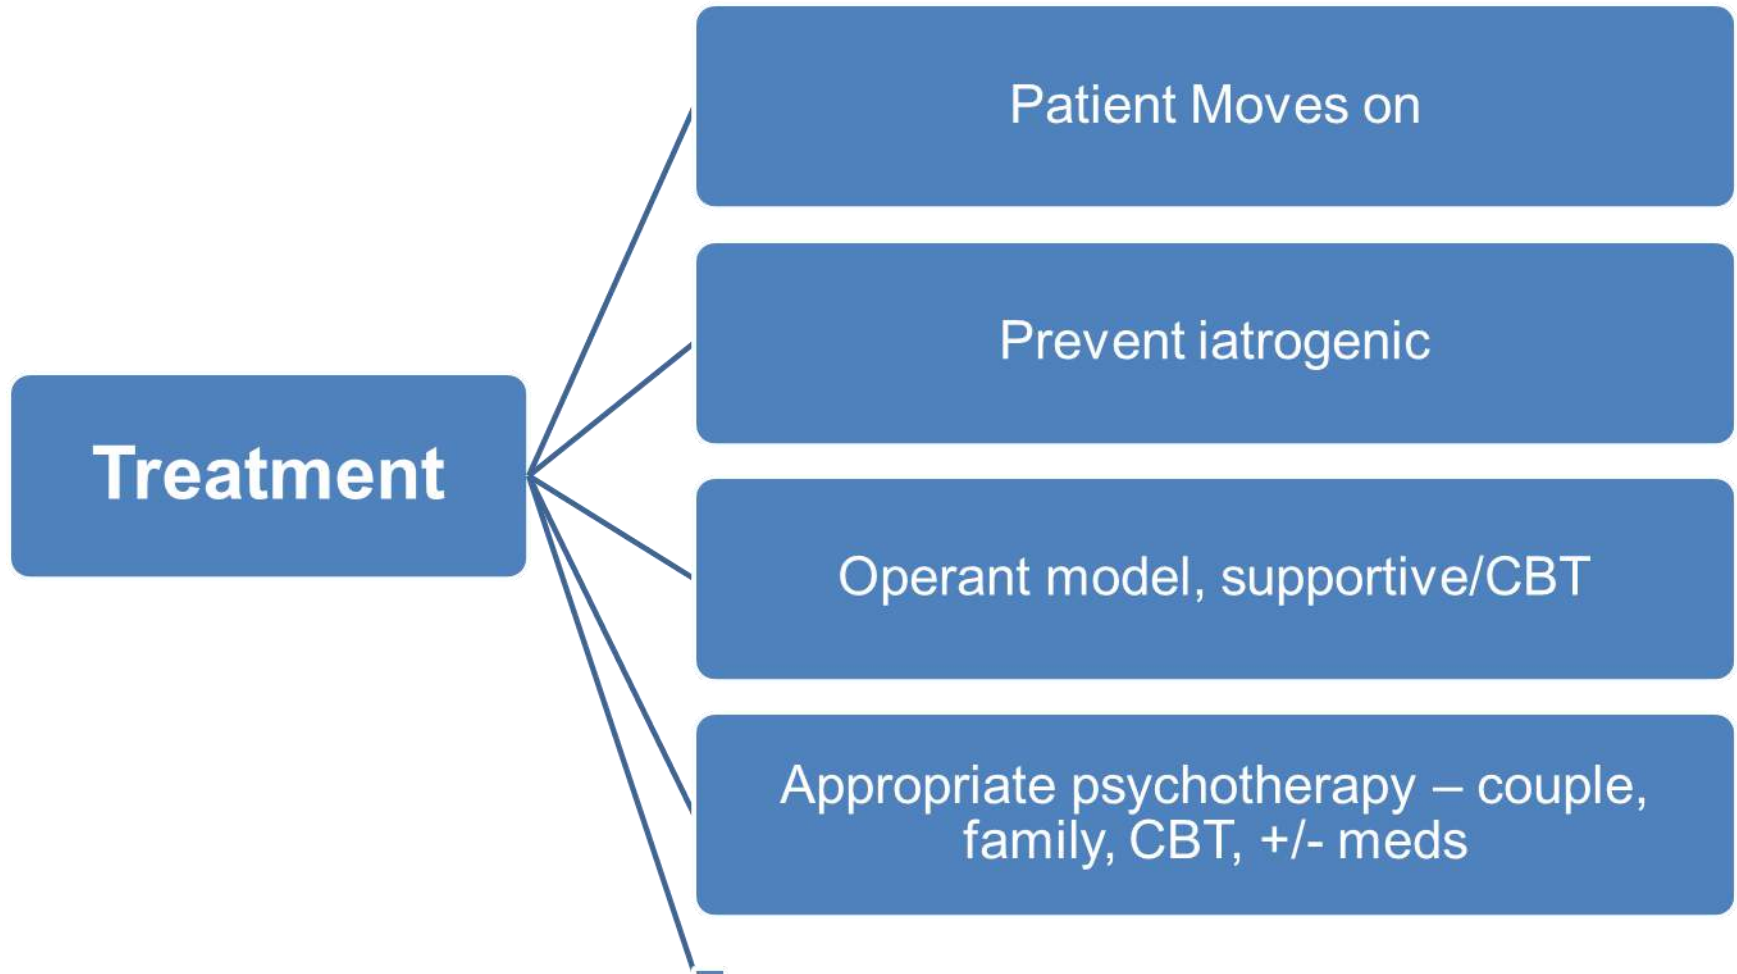 Patient Moves on
Prevent iatrogenic
Treatment
Operant model, supportive/CBT
Appropriate psychotherapy – couple,
family, CBT, +/- meds